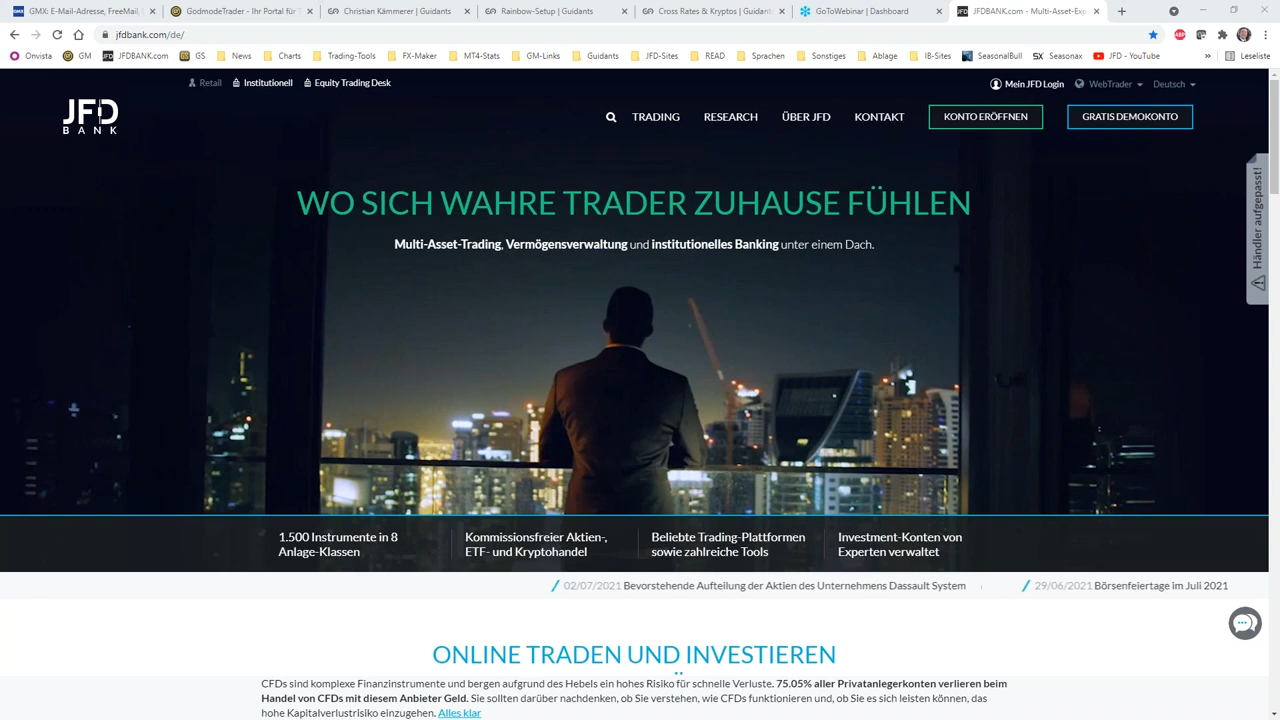 GMX: E-Mail-Adresse, FreeMail,
GodmodeTrader - Ihr Portal für T
Christian Kämmerer | Guidants
Rainbow-Setup | Guidants
Cross Rates & Kryptos | Guidant
GoToWebinar | Dashboard
JFDBANK.com - Multi-Asset-Exp
jfdbank.com/de/
ABP
Onvista
GM
JFDBANK.com
GS
News
Charts
Trading-Tools
FX-Maker
MT4-Stats
GM-Links
Guidants
JFD-Sites
READ
Sprachen
Sonstiges
Ablage
IB-Sites
SeasonalBull
SX Seasonax
JFD - YouTube
»
Leseliste
Retail
Institutionell
Equity Trading Desk
Mein JFD Login
WebTrader
Deutsch
JFD
BANK
TRADING
RESEARCH
ÜBER JFD
KONTAKT
KONTO ERÖFFNEN
GRATIS DEMOKONTO
Händler aufgepasst!
WO SICH WAHRE TRADER ZUHAUSE FÜHLEN
Multi-Asset-Trading, Vermögensverwaltung und institutionelles Banking unter einem Dach.
1.500 Instrumente in 8
Anlage-Klassen
Kommissionsfreier Aktien-,
ETF- und Kryptohandel
Beliebte Trading-Plattformen
sowie zahlreiche Tools
Investment-Konten von
Experten verwaltet
02/07/2021 Bevorstehende Aufteilung der Aktien des Unternehmens Dassault System
29/06/2021 Börsenfeiertage im Juli 2021
ONLINE TRADEN UND INVESTIEREN
CFDs sind komplexe Finanzinstrumente und bergen aufgrund des Hebels ein hohes Risiko für schnelle Verluste. 75.05% aller Privatanlegerkonten verlieren beim
Handel von CFDs mit diesem Anbieter Geld. Sie sollten darüber nachdenken, ob Sie verstehen, wie CFDs funktionieren und, ob Sie es sich leisten können, das
hohe Kapitalverlustrisiko einzugehen. Alles klar